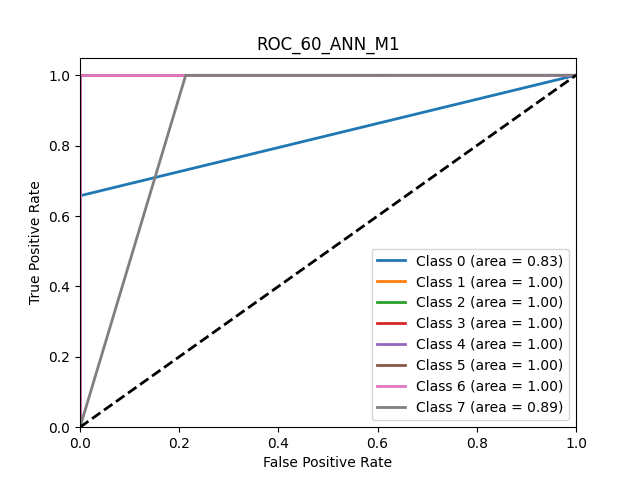 ROC_60_ANN_M1
1.0
0.8
0.6
0.4
0.2
0.0
True Positive Rate
0.0 0.2 0.4 0.6 0.8 1.0
False Positive Rate
Class 0 (area = 0.83)
Class 1 (area = 1.00)
Class 2 (area = 1.00)
Class 3 (area = 1.00)
Class 4 (area = 1.00)
Class 5 (area = 1.00)
Class 6 (area = 1.00)
Class 7 (area = 0.89)